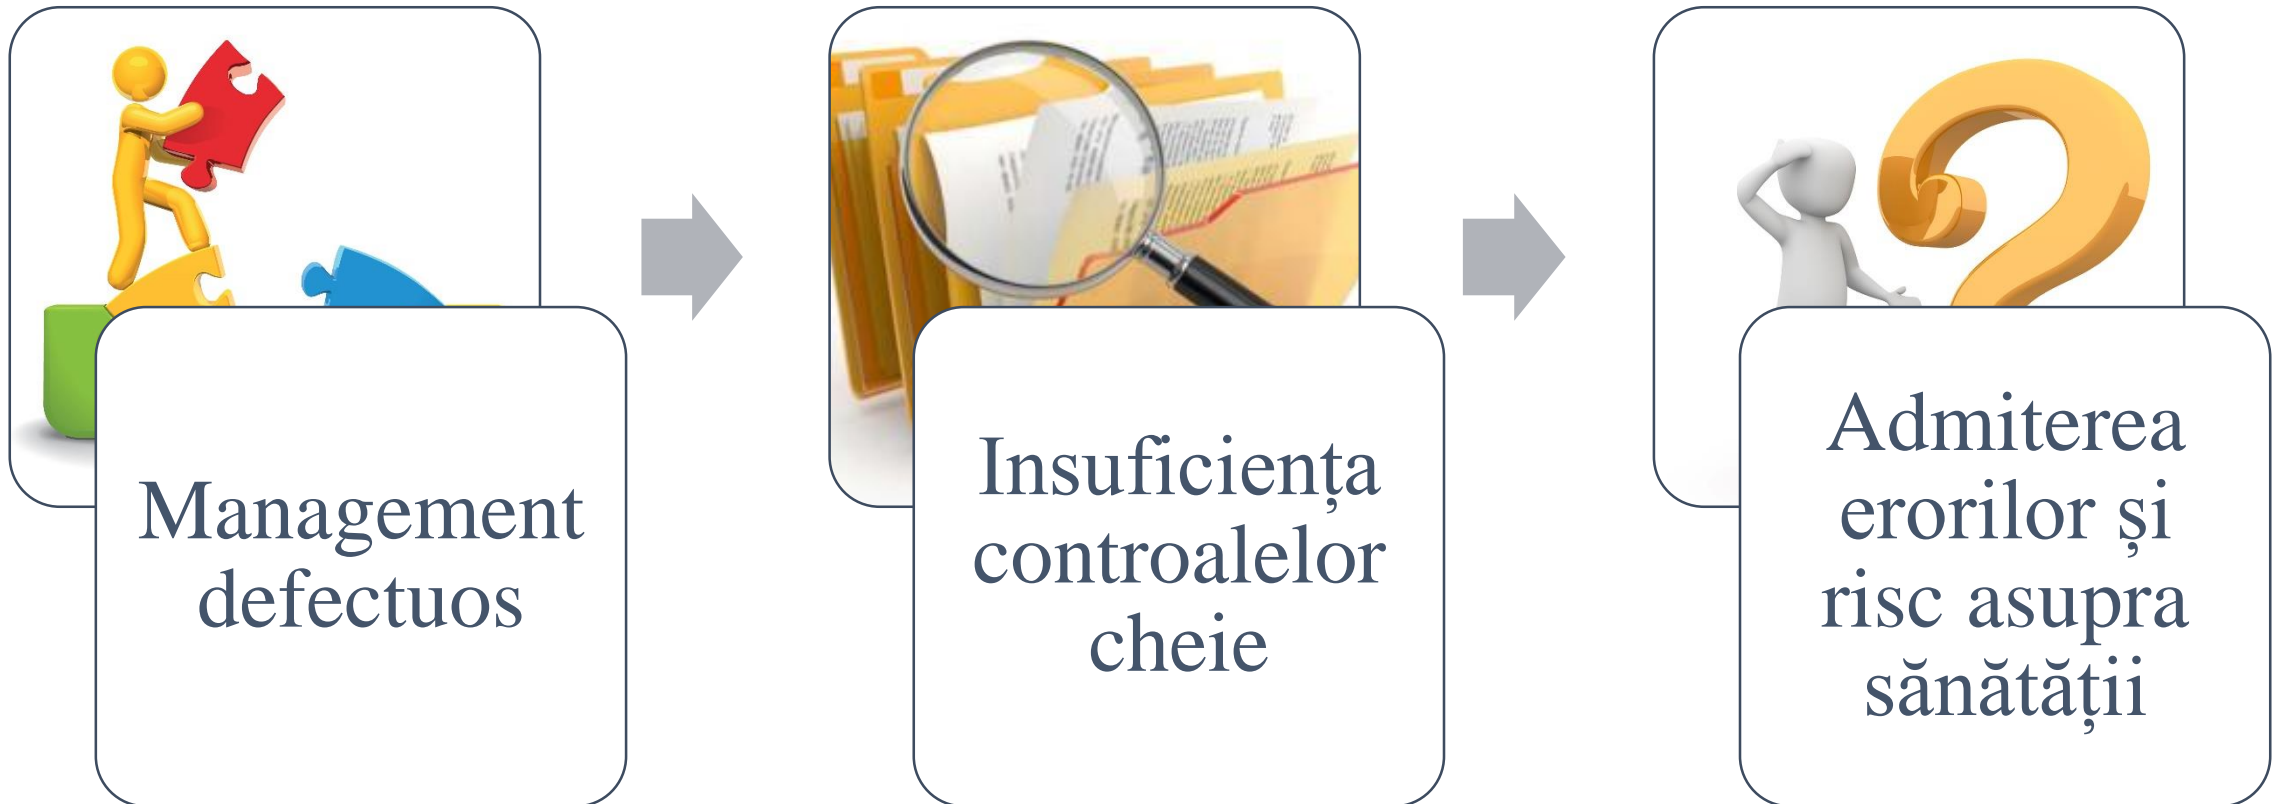 Management
defectuos
Insuficiența
controalelor
cheie
Admiterea
erorilor și
risc asupra
sănătății